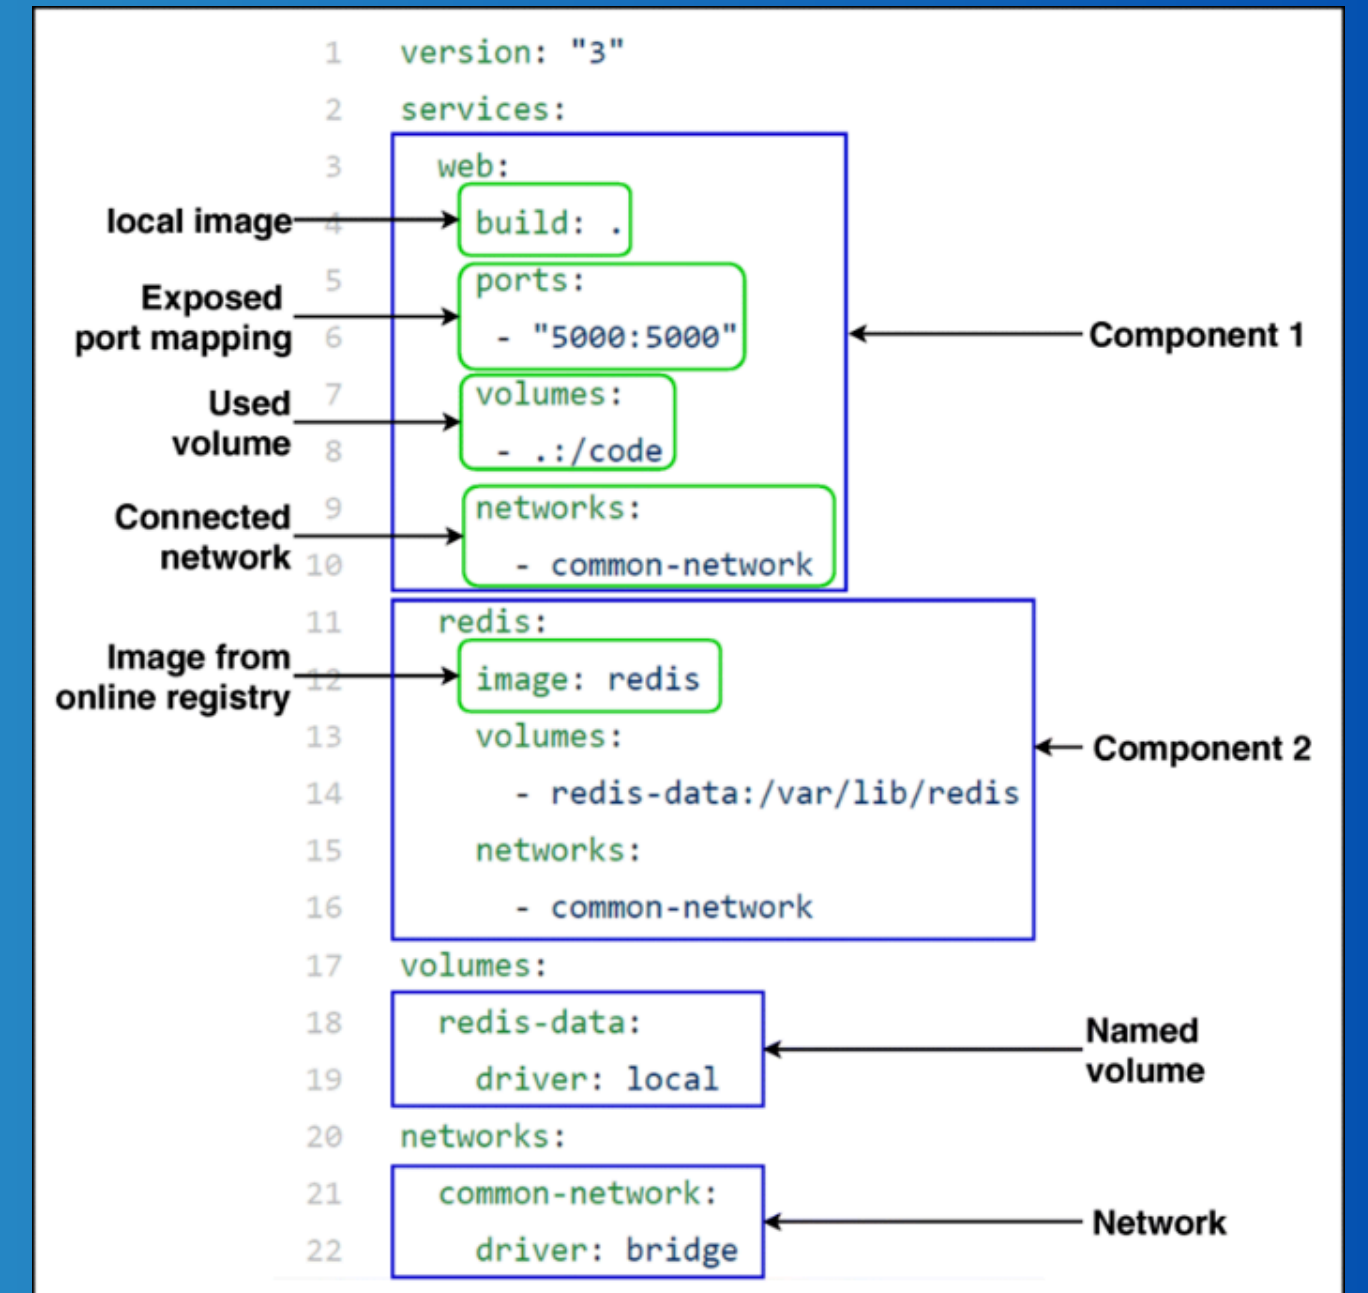 1 version: "3"
2 services:
3 web:
local image 4 build: .
5 ports:
Exposed
port mapping
6 - "5000:5000"
Component 1
7 volumes:
Used
volume
8 - .:/code
9 networks:
Connected
network
10 - common-network
11 redis:
Image from
online registry
12 image: redis
13 volumes:
Component 2
14 - redis-data:/var/lib/redis
15 networks:
16 - common-network
17 volumes:
18 redis-data:
Named
volume
19 driver: local
20 networks:
21 common-network:
Network
22 driver: bridge